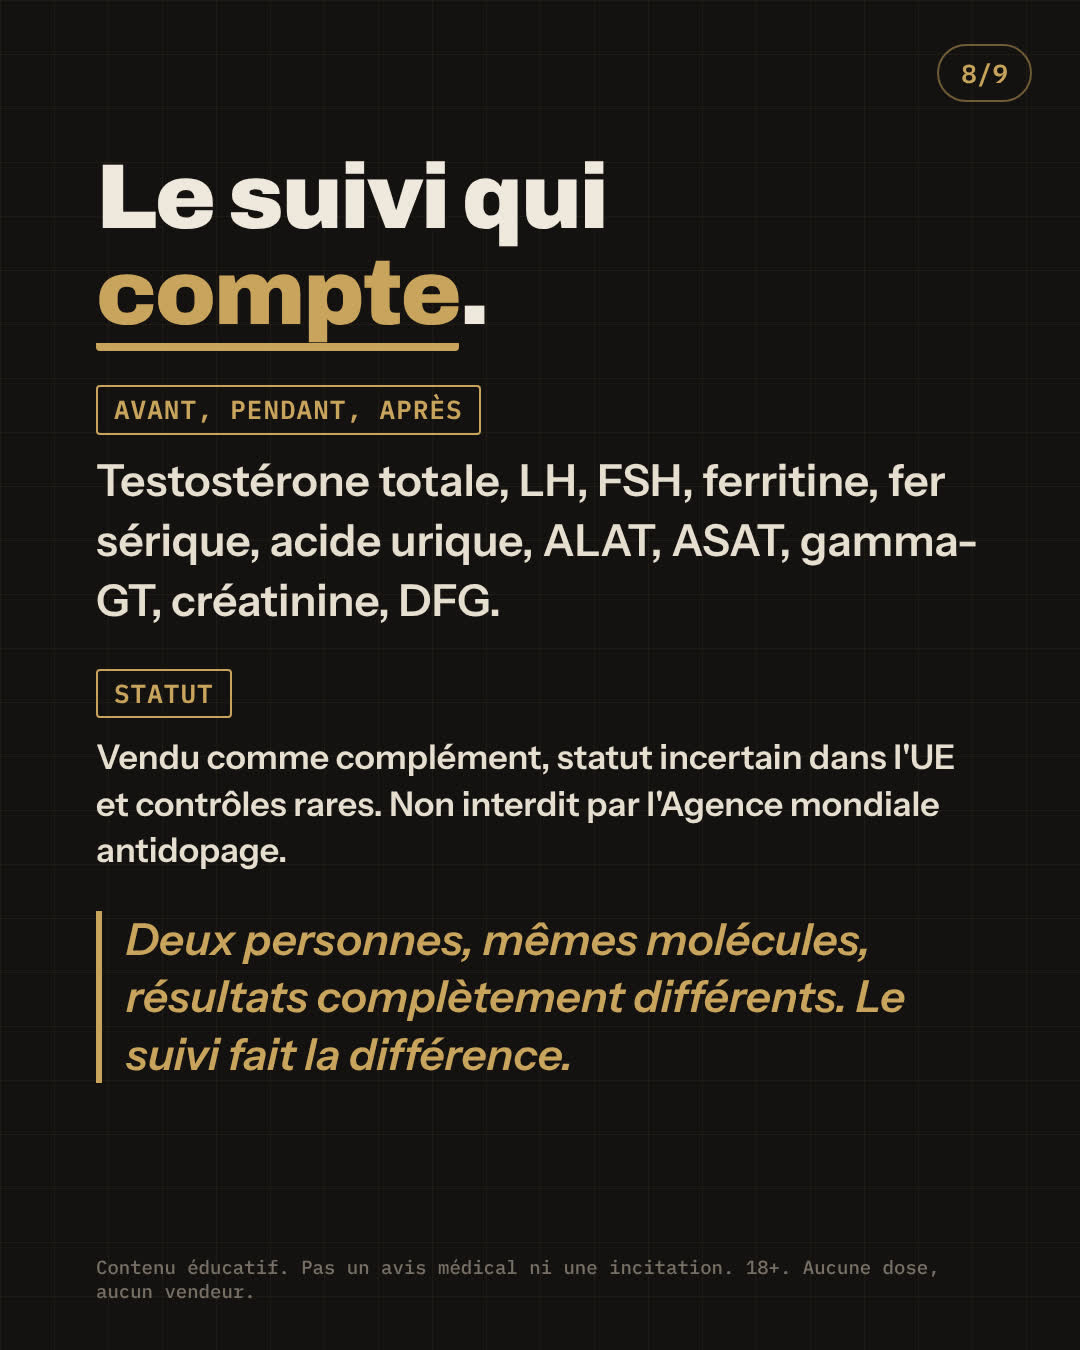 8/9
Le suivi qui
compte.
AVANT, PENDANT, APRÈS
Testostérone totale, LH, FSH, ferritine, fer
sérique, acide urique, ALAT, ASAT, gamma-
GT, créatinine, DFG.
STATUT
Vendu comme complément, statut incertain dans l'UE
et contrôles rares. Non interdit par l'Agence mondiale
antidopage.
Deux personnes, mêmes molécules,
résultats complètement différents. Le
suivi fait la différence.
Contenu éducatif. Pas un avis médical ni une incitation. 18+. Aucune dose,
aucun vendeur.